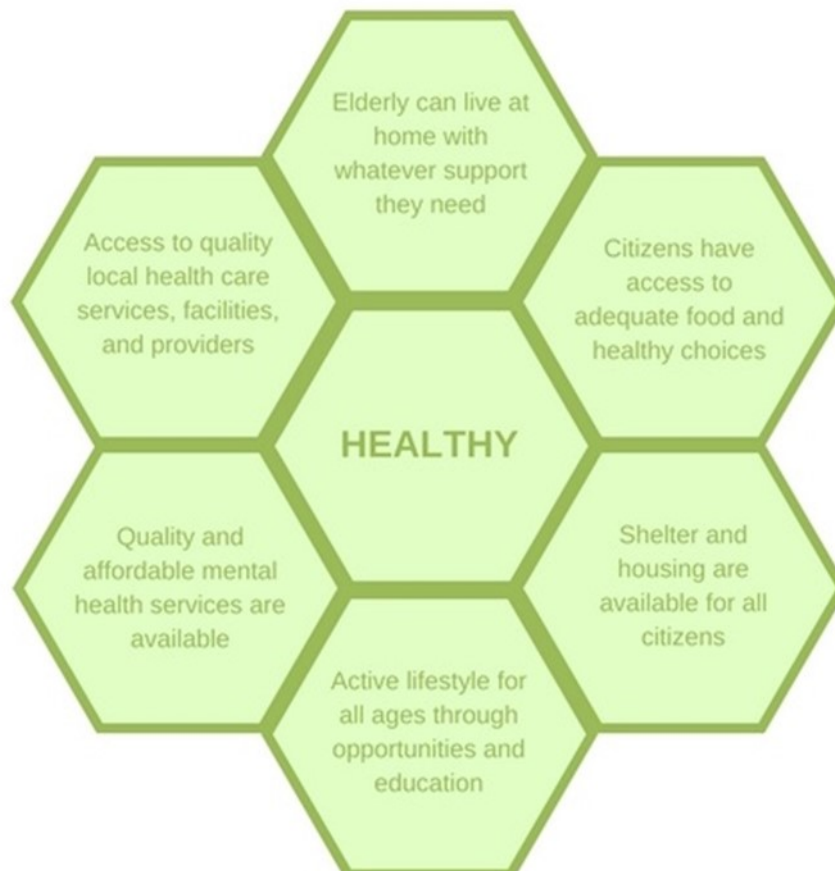 Elderly can live at
home with
whatever support
they need
Access to quality
local health care
services, facilities,
and providers
Citizens have
access to
adequate food and
healthy choices
HEALTHY
Quality and
affordable mental
health services are
available
Shelter and
housing are
available for all
citizens
Active lifestyle for
all ages through
opportunities and
education